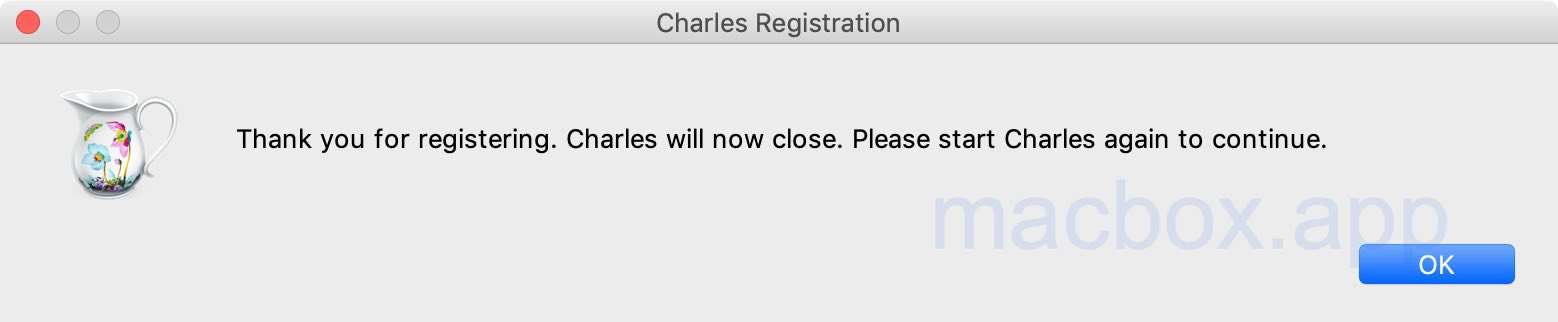 Charles Registration
Thank you for registering. Charles will now close. Please start Charles again to continue.
macbox.app
OK